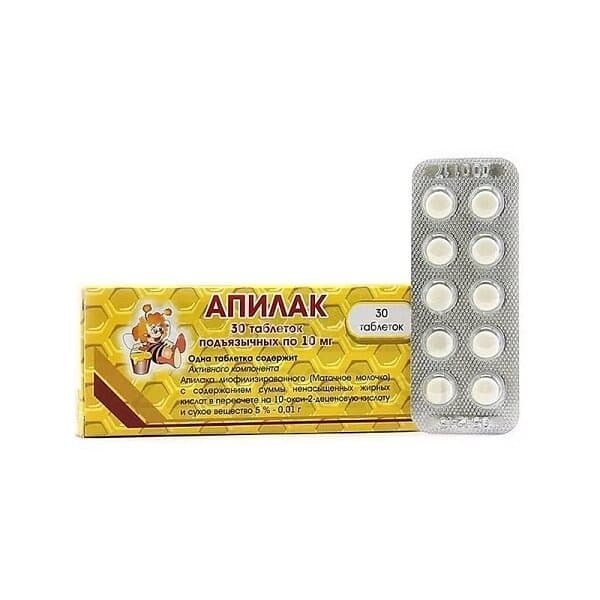 АПИЛАК
30 таблеток
подъязычных по 10 мг
30
таблеток
Одна таблетка содержит
Активного компонента
Апилака лиофилизированного (Маточное молочко)
с содержанием суммы ненасыщенных жирных
кислот в пересчете на 10-окси-2-деценовую кислоту
и сухое вещество 5 % - 0,01 г